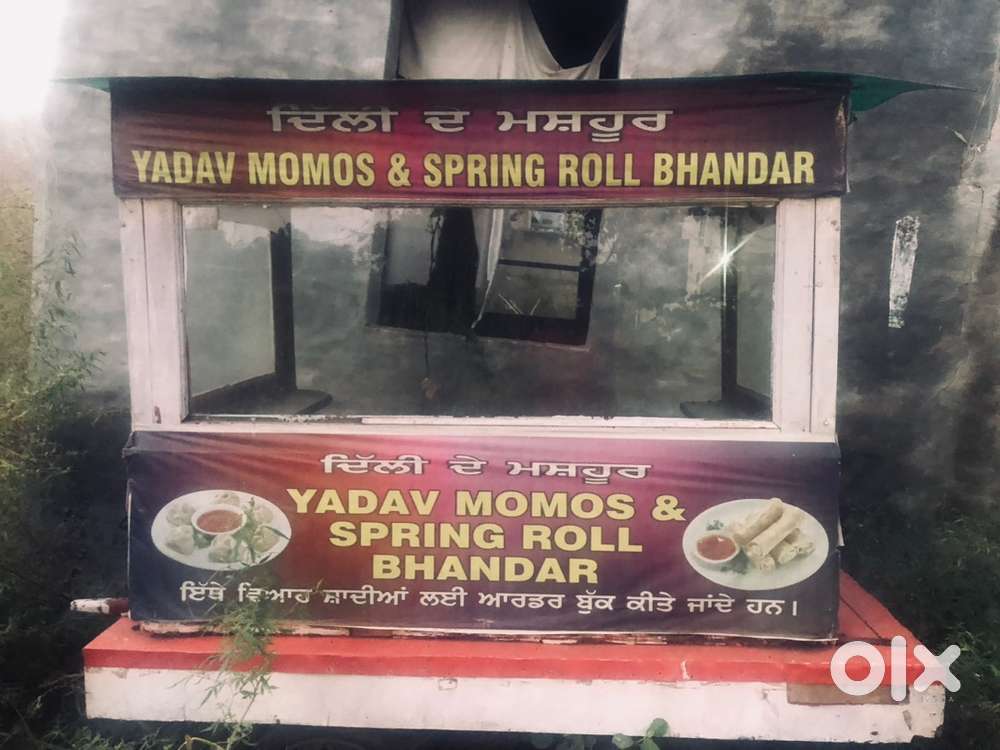 ਦਿੱਲੀ ਦੇ ਮਸ਼ਹੂਰ
YADAV MOMOS & SPRING ROLL BHANDAR
ਦਿੱਲੀ ਦੇ ਮਸ਼ਹੂਰ
YADAV MOMOS &
SPRING ROLL
BHANDAR
ਇੱਥੇ ਵਿਆਹ ਸ਼ਾਦੀਆਂ ਲਈ ਆਰਡਰ ਬੁੱਕ ਕੀਤੇ ਜਾਂਦੇ ਹਨ।
olx